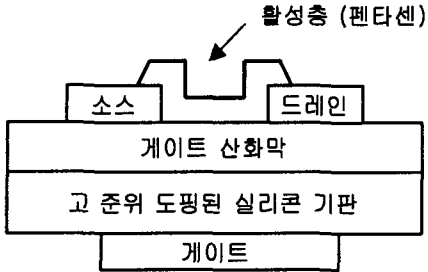 활성층 (펜타센)
소스
드레인
게이트 산화막
고 준위 도핑된 실리콘 기판
게이트